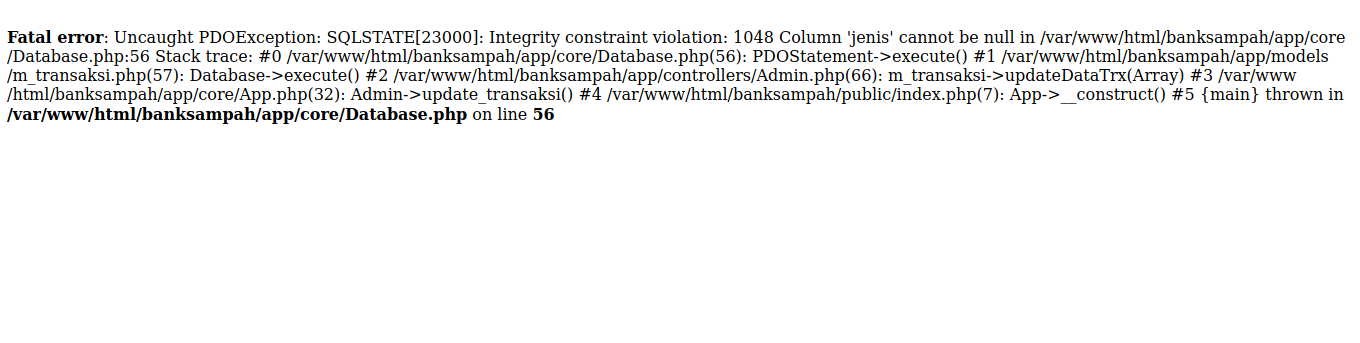 Fatal error: Uncaught PDOException: SQLSTATE[23000]: Integrity constraint violation: 1048 Column 'jenis' cannot be null in /var/www/html/banksampah/app/core
/Database.php:56 Stack trace: #0 /var/www/html/banksampah/app/core/Database.php(56): PDOStatement->execute() #1 /var/www/html/banksampah/app/models
/m_transaksi.php(57): Database->execute() #2 /var/www/html/banksampah/app/controllers/Admin.php(66): m_transaksi->updateDataTrx(Array) #3 /var/www
/html/banksampah/app/core/App.php(32): Admin->update_transaksi() #4 /var/www/html/banksampah/public/index.php(7): App->__construct() #5 {main} thrown in
/var/www/html/banksampah/app/core/Database.php on line 56